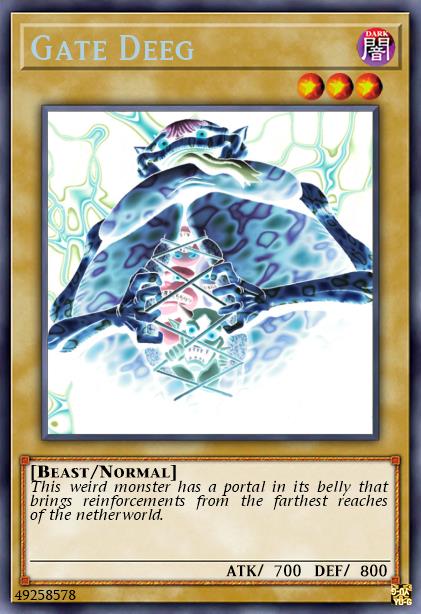 GATE DEEG
DARK
闇
[BEAST/NORMAL]
This weird monster has a portal in its belly that
brings reinforcements from the farthest reaches
of the netherworld.
ATK/ 700 DEF/ 800
49258578